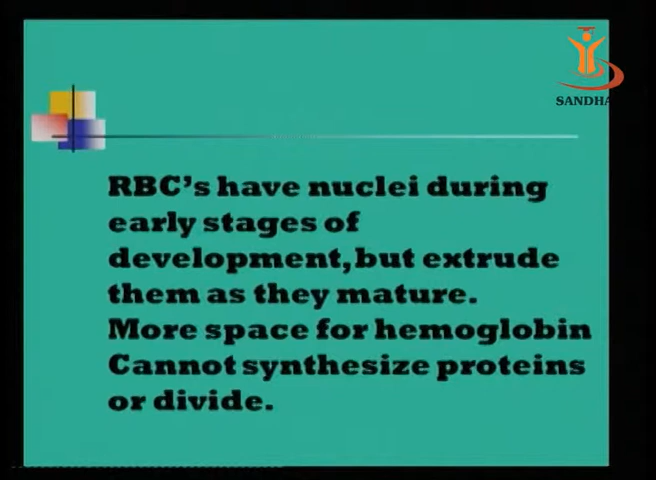 SANDHA
RBC's have nuclei during
early stages of
development,but extrude
them as they mature.
More space for hemoglobin
Cannot synthesize proteins
or divide.